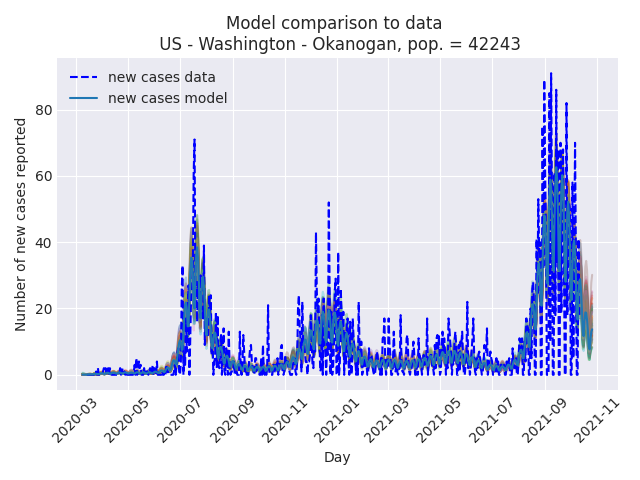 Model comparison to data
US - Washington - Okanogan, pop. = 42243
new cases data
new cases model
Number of new cases reported
80
60
40
20
0
2020-03
2020-05
2020-07
2020-09
2020-11
2021-01
2021-03
2021-05
2021-07
2021-09
2021-11
Day